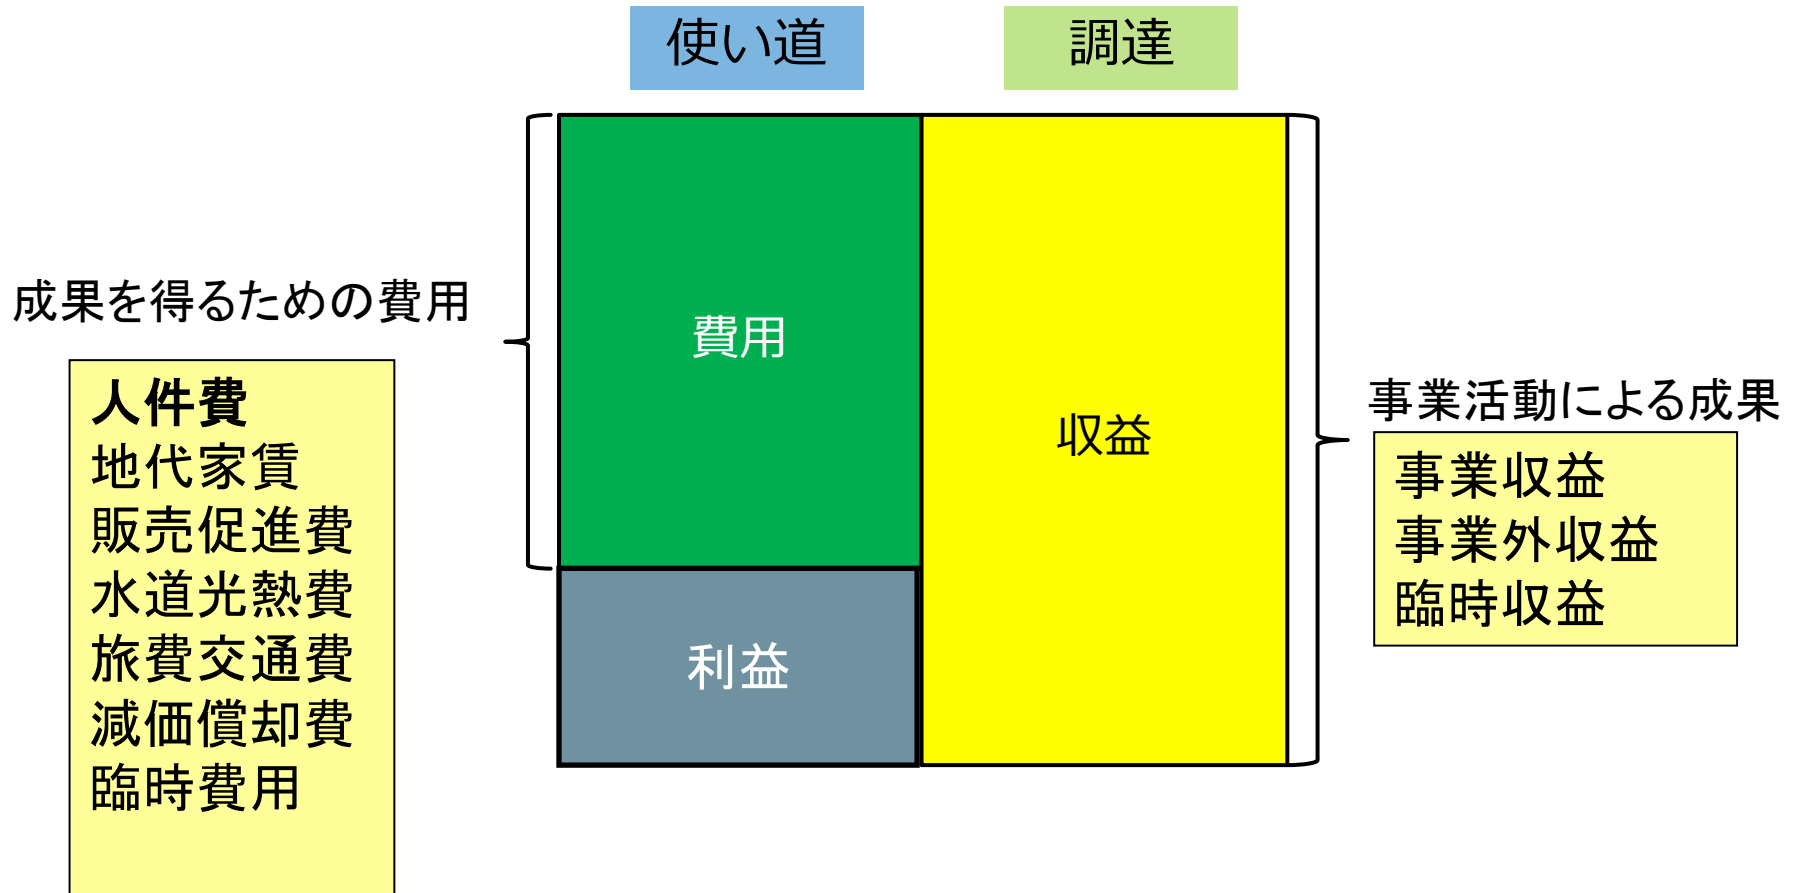 使い道
調達
成果を得るための費用
人件費
地代家賃
販売促進費
水道光熱費
旅費交通費
減価償却費
臨時費用
費用
利益
収益
事業活動による成果
事業収益
事業外収益
臨時収益